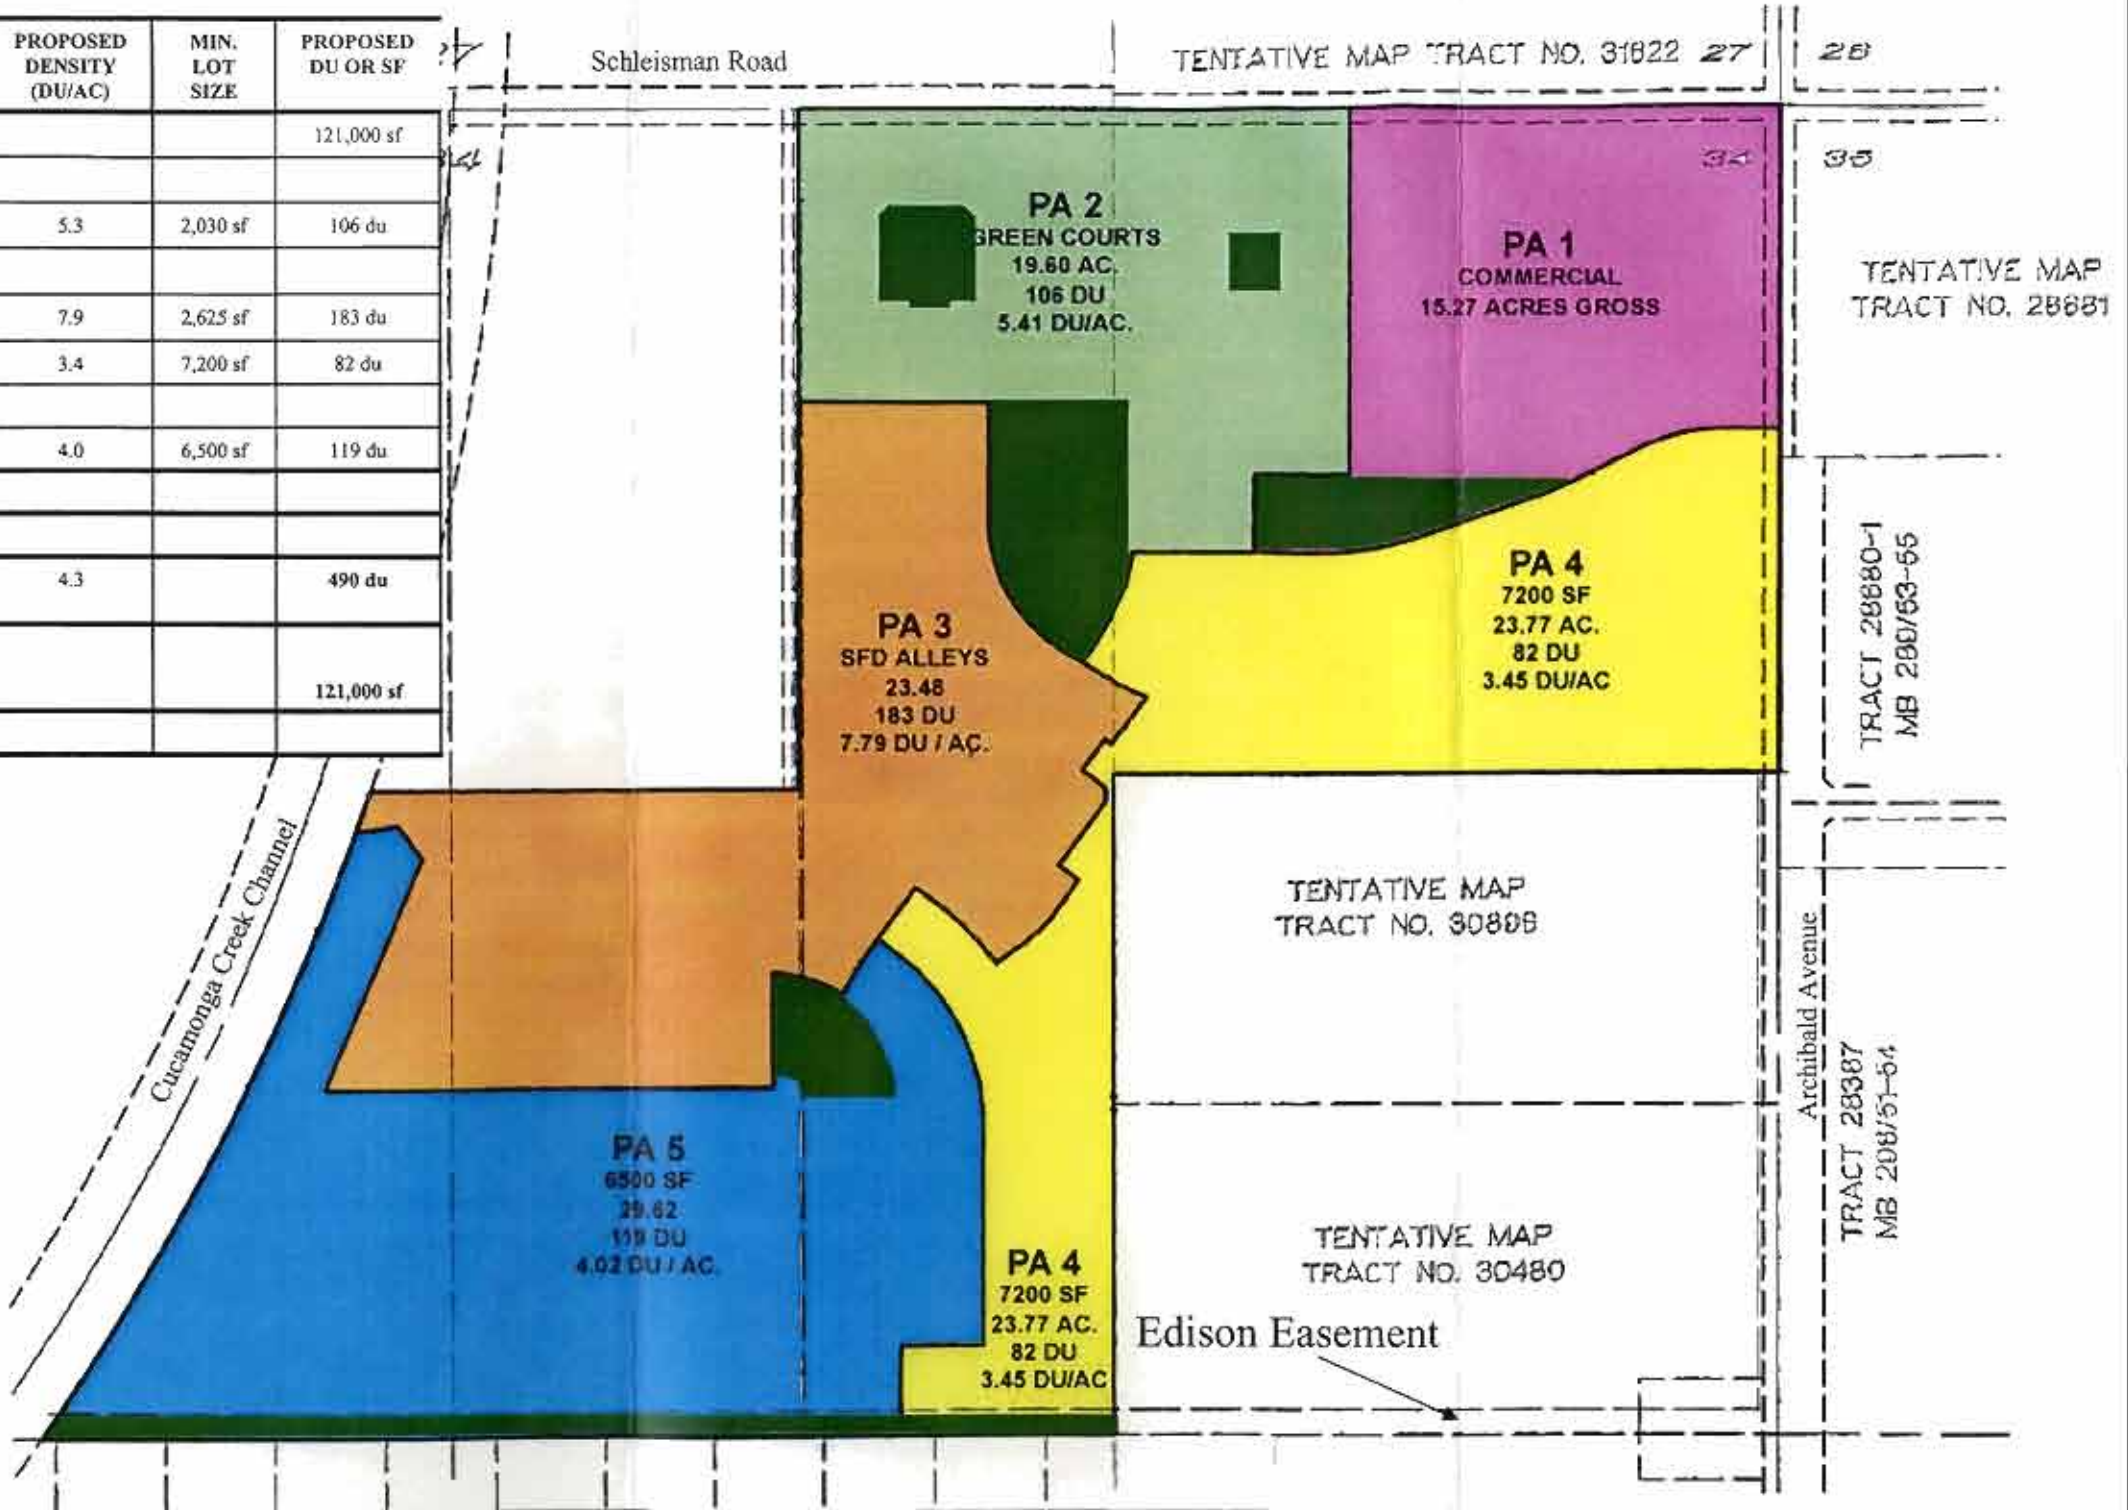 PROPOSED DENSITY (DU/AC)
MIN. LOT SIZE
PROPOSED DU OR SF
121,000 sf
5.3 2,030 sf 106 du
7.9 2,625 sf 183 du
3.4 7,200 sf 82 du
4.0 6,500 sf 119 du
4.3 490 du
121,000 sf
Schleisman Road
TENTATIVE MAP TRACT NO. 31822 27
26
34
35
PA 2
GREEN COURTS
19.60 AC.
106 DU
5.41 DU/AC.
PA 1
COMMERCIAL
15.27 ACRES GROSS
TENTATIVE MAP
TRACT NO. 28681
PA 3
SFD ALLEYS
23.48
183 DU
7.79 DU / AC.
PA 4
7200 SF
23.77 AC.
82 DU
3.45 DU/AC
TRACT 28680-1
Cucamonga Creek Channel
TENTATIVE MAP
TRACT NO. 30898
Archibald Avenue
TRACT 28387
MB 298/51-54
PA 5
6500 SF
29.62
119 DU
4.02 DU / AC.
PA 4
7200 SF
23.77 AC.
82 DU
3.45 DU/AC
TENTATIVE MAP
TRACT NO. 30480
Edison Easement